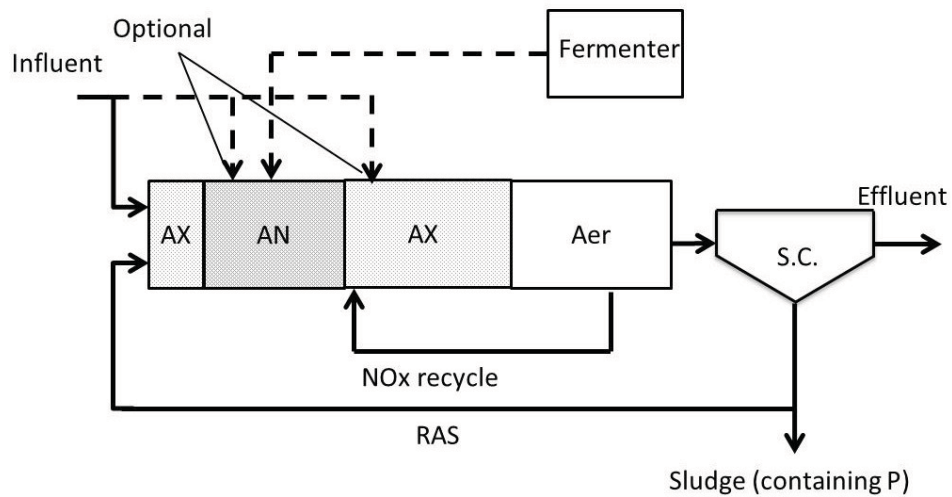 Optional
Fermenter
Influent
Effluent
AX
AN
AX
Aer
S.C.
NOx recycle
RAS
Sludge (containing P)